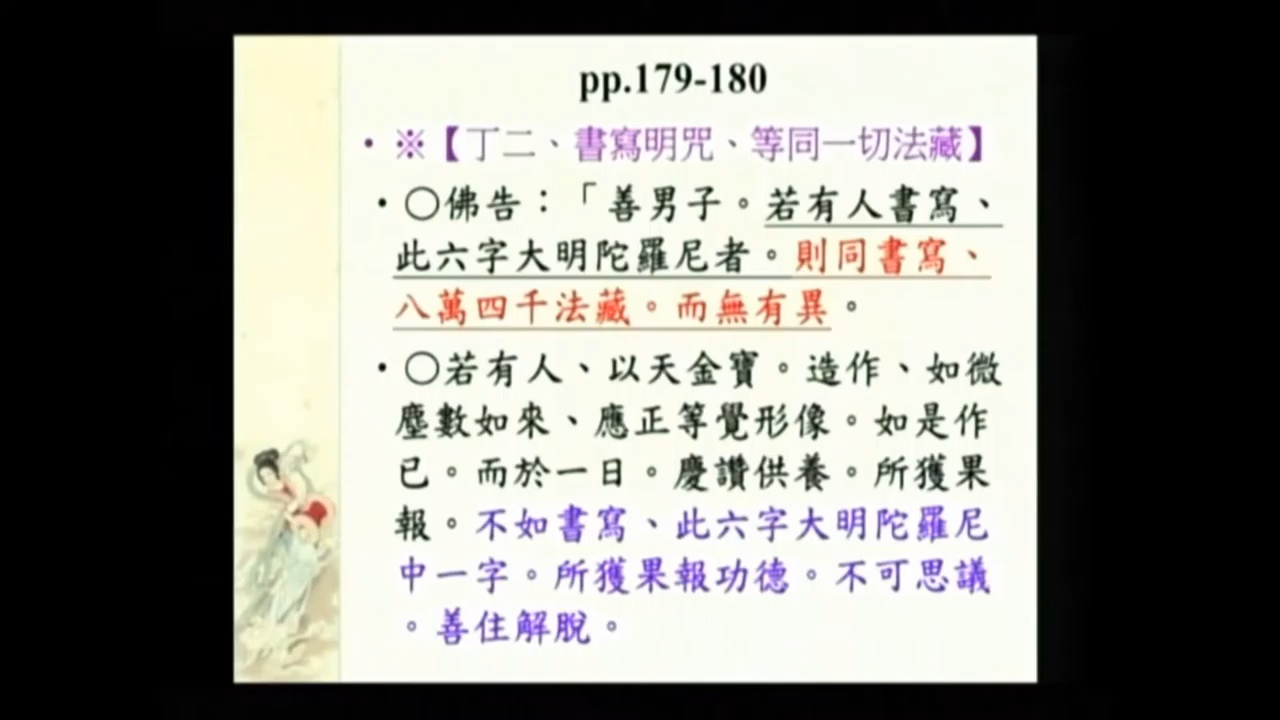 pp.179-180
• ※【丁二、書寫明咒、等同一切法藏】
• ○佛告：「善男子。若有人書寫、
此六字大明陀羅尼者。則同書寫、
八萬四千法藏。而無有異。
• ○若有人、以天金寶。造作、如微
塵數如來、應正等覺形像。如是作
已。而於一日。慶讚供養。所獲果
報。不如書寫、此六字大明陀羅尼
中一字。所獲果報功德。不可思議
。善住解脫。